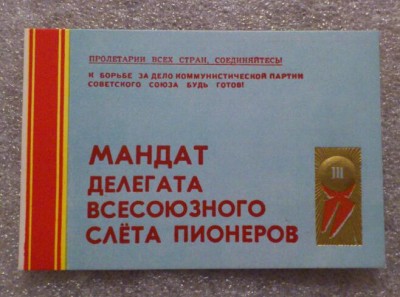 ПРОЛЕТАРИИ ВСЕХ СТРАН, СОЕДИНЯЙТЕСЬ!
К БОРЬБЕ ЗА ДЕЛО КОММУНИСТИЧЕСКОЙ ПАРТИИ
СОВЕТСКОГО СОЮЗА БУДЬ ГОТОВ!
МАНДАТ
ДЕЛЕГАТА
ВСЕСОЮЗНОГО
СЛЁТА ПИОНЕРОВ
III